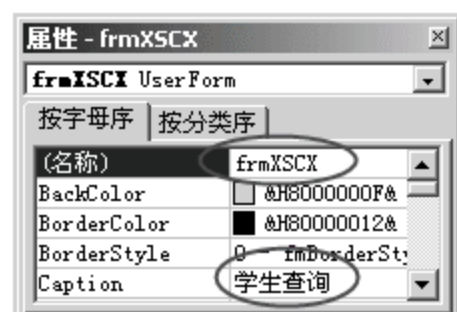 属性 - frmXSCX
frmXSCX UserForm
按字母序 按分类序
(名称) frmXSCX
BackColor &H8000000F&
BorderColor &H80000012&
BorderStyle 0 - fmBorderSty
Caption 学生查询